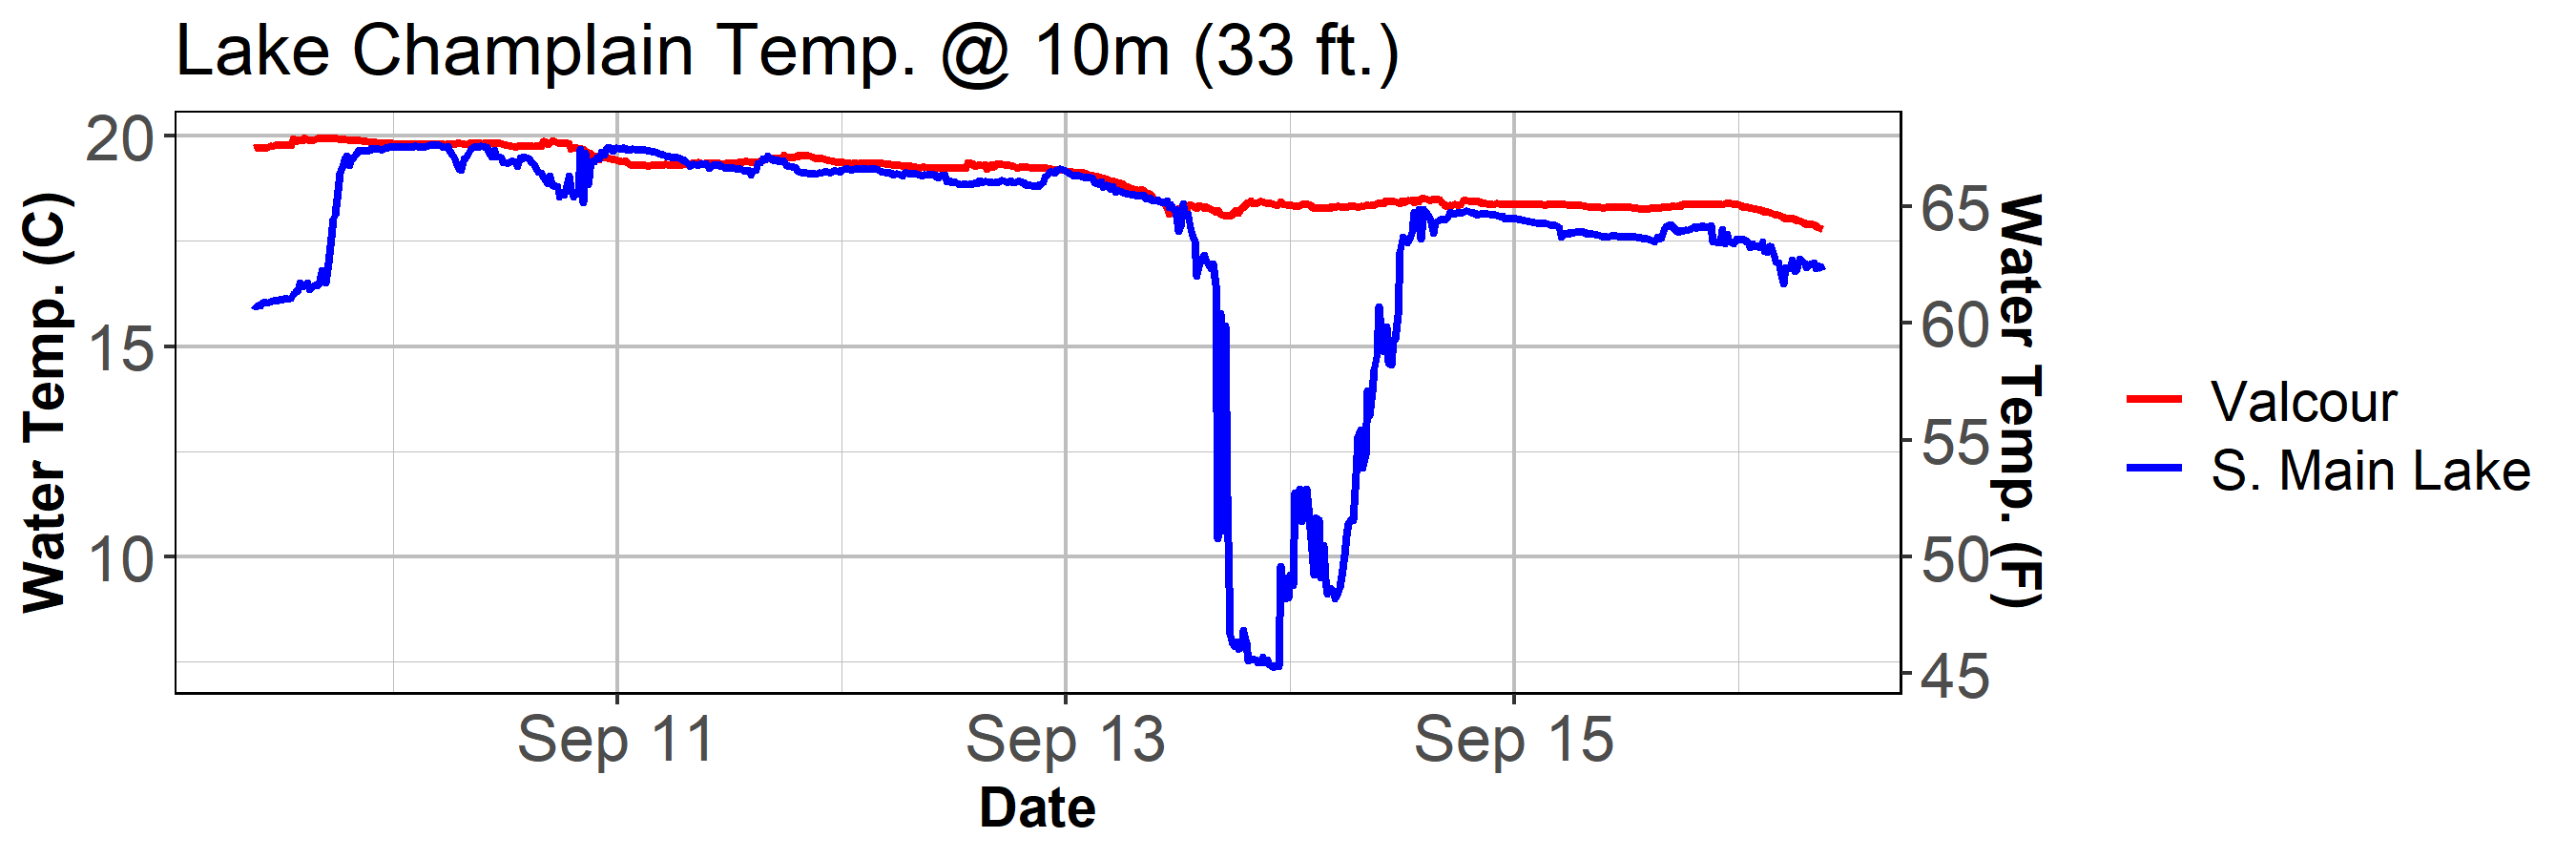 Lake Champlain Temp. @ 10m (33 ft.)
Water Temp. (C)
20
15
10
Water Temp. (F)
65
60
55
50
45
Sep 11
Sep 13
Sep 15
Date
Valcour
S. Main Lake